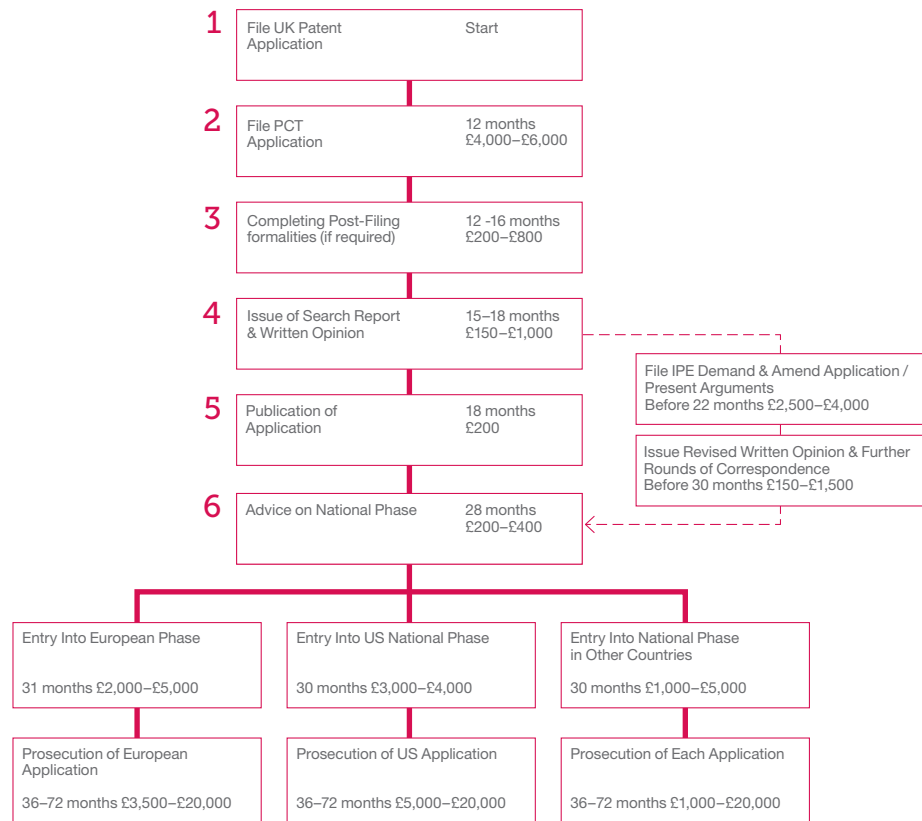 1
File UK Patent
Application
Start
2
File PCT
Application
12 months
£4,000–£6,000
3
Completing Post-Filing
formalities (if required)
12 -16 months
£200–£800
4
Issue of Search Report
& Written Opinion
15–18 months
£150–£1,000
File IPE Demand & Amend Application /
Present Arguments
Before 22 months £2,500–£4,000
5
Publication of
Application
18 months
£200
Issue Revised Written Opinion & Further
Rounds of Correspondence
Before 30 months £150–£1,500
6
Advice on National Phase
28 months
£200–£400
Entry Into European Phase
31 months £2,000–£5,000
Entry Into US National Phase
30 months £3,000–£4,000
Entry Into National Phase
in Other Countries
30 months £1,000–£5,000
Prosecution of European
Application
36–72 months £3,500–£20,000
Prosecution of US Application
36–72 months £5,000–£20,000
Prosecution of Each Application
36–72 months £1,000–£20,000